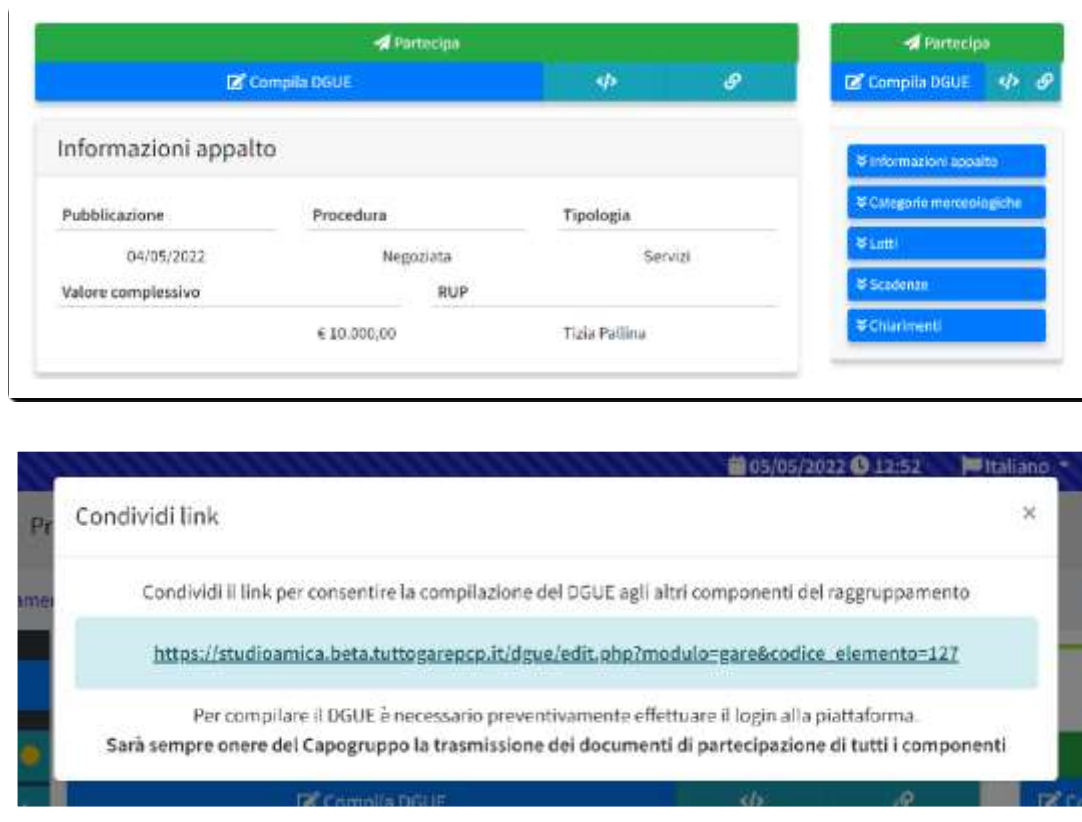 Partecipa
Compila DGUE </>
Partecipa
Compila DGUE </>
Informazioni appalto
Pubblicazione Procedura Tipologia
04/05/2022 Negoziata Servizi
Valore complessivo RUP
€ 10.000,00 Tizia Pallina
Informazioni appalto
Categorie merceologiche
Lotti
Scadenze
Chiarimenti
05/05/2022 12:52 Italiano
Pr
Condividi link ×
amer
Condividi il link per consentire la compilazione del DGUE agli altri componenti del raggruppamento
https://studioamica.beta.tuttogarepcp.it/dgue/edit.php?modulo=gare&codice_elemento=127
Per compilare il DGUE è necessario preventivamente effettuare il login alla piattaforma.
Sarà sempre onere del Capogruppo la trasmissione dei documenti di partecipazione di tutti i componenti
Compila DGUE </>